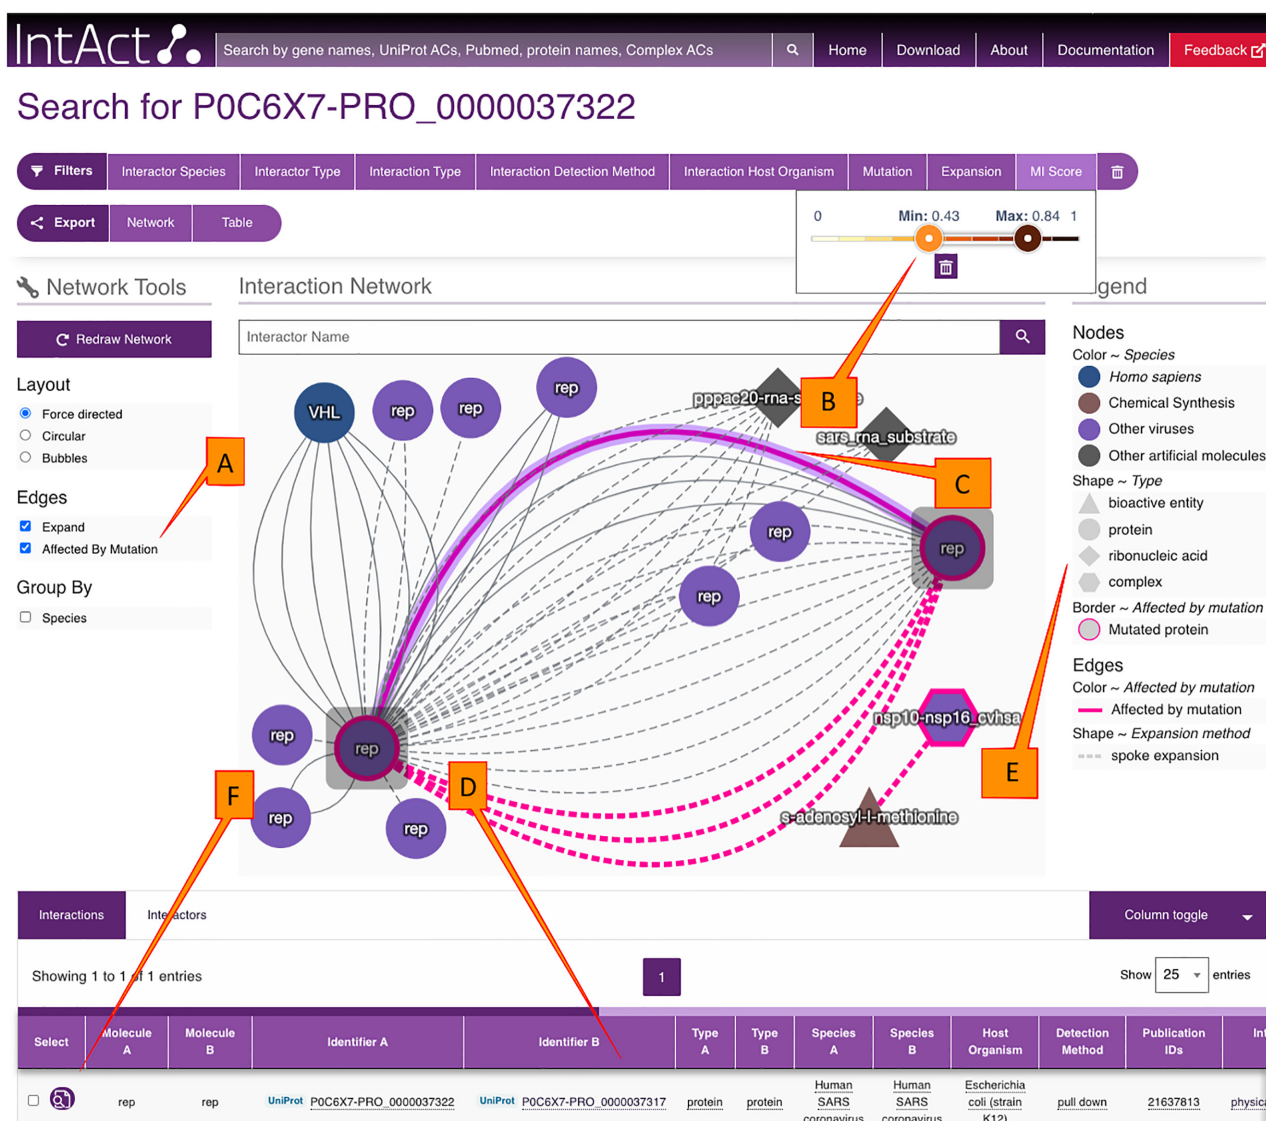 IntAct
Search by gene names, UniProt ACs, Pubmed, protein names, Complex ACs
Home
Download
About
Documentation
Feedback
Search for P0C6X7-PRO_0000037322
Filters
Interactor Species
Interactor Type
Interaction Type
Interaction Detection Method
Interaction Host Organism
Mutation
Expansion
MI Score
Export
Network
Table
0
Min: 0.43
Max: 0.84
1
Network Tools
Redraw Network
Layout
Force directed
Circular
Bubbles
Edges
Expand
Affected By Mutation
Group By
Species
A
Interaction Network
Interactor Name
B
VHL
rep
rep
rep
pppac20-rna-s
e
sars_rna_substrate
C
rep
rep
rep
rep
nsp10-nsp16_cvhsa
rep
rep
rep
s-adenosyl-l-methionine
D
E
F
gend
Nodes
Color ~ Species
Homo sapiens
Chemical Synthesis
Other viruses
Other artificial molecules
Shape ~ Type
bioactive entity
protein
ribonucleic acid
complex
Border ~ Affected by mutation
Mutated protein
Edges
Color ~ Affected by mutation
Affected by mutation
Shape ~ Expansion method
spoke expansion
Interactions
Interactors
Column toggle
Showing 1 to 1 of 1 entries
1
Show 25 entries
Select
Molecule
A
Molecule
B
Identifier A
Identifier B
Type
A
Type
B
Species
A
Species
B
Host
Organism
Detection
Method
Publication
IDs
Int
rep
rep
UniProt P0C6X7-PRO_0000037322
UniProt P0C6X7-PRO_0000037317
protein
protein
Human
SARS
coronavirus
Human
SARS
coronavirus
Escherichia
coli (strain
K12)
pull down
21637813
physica